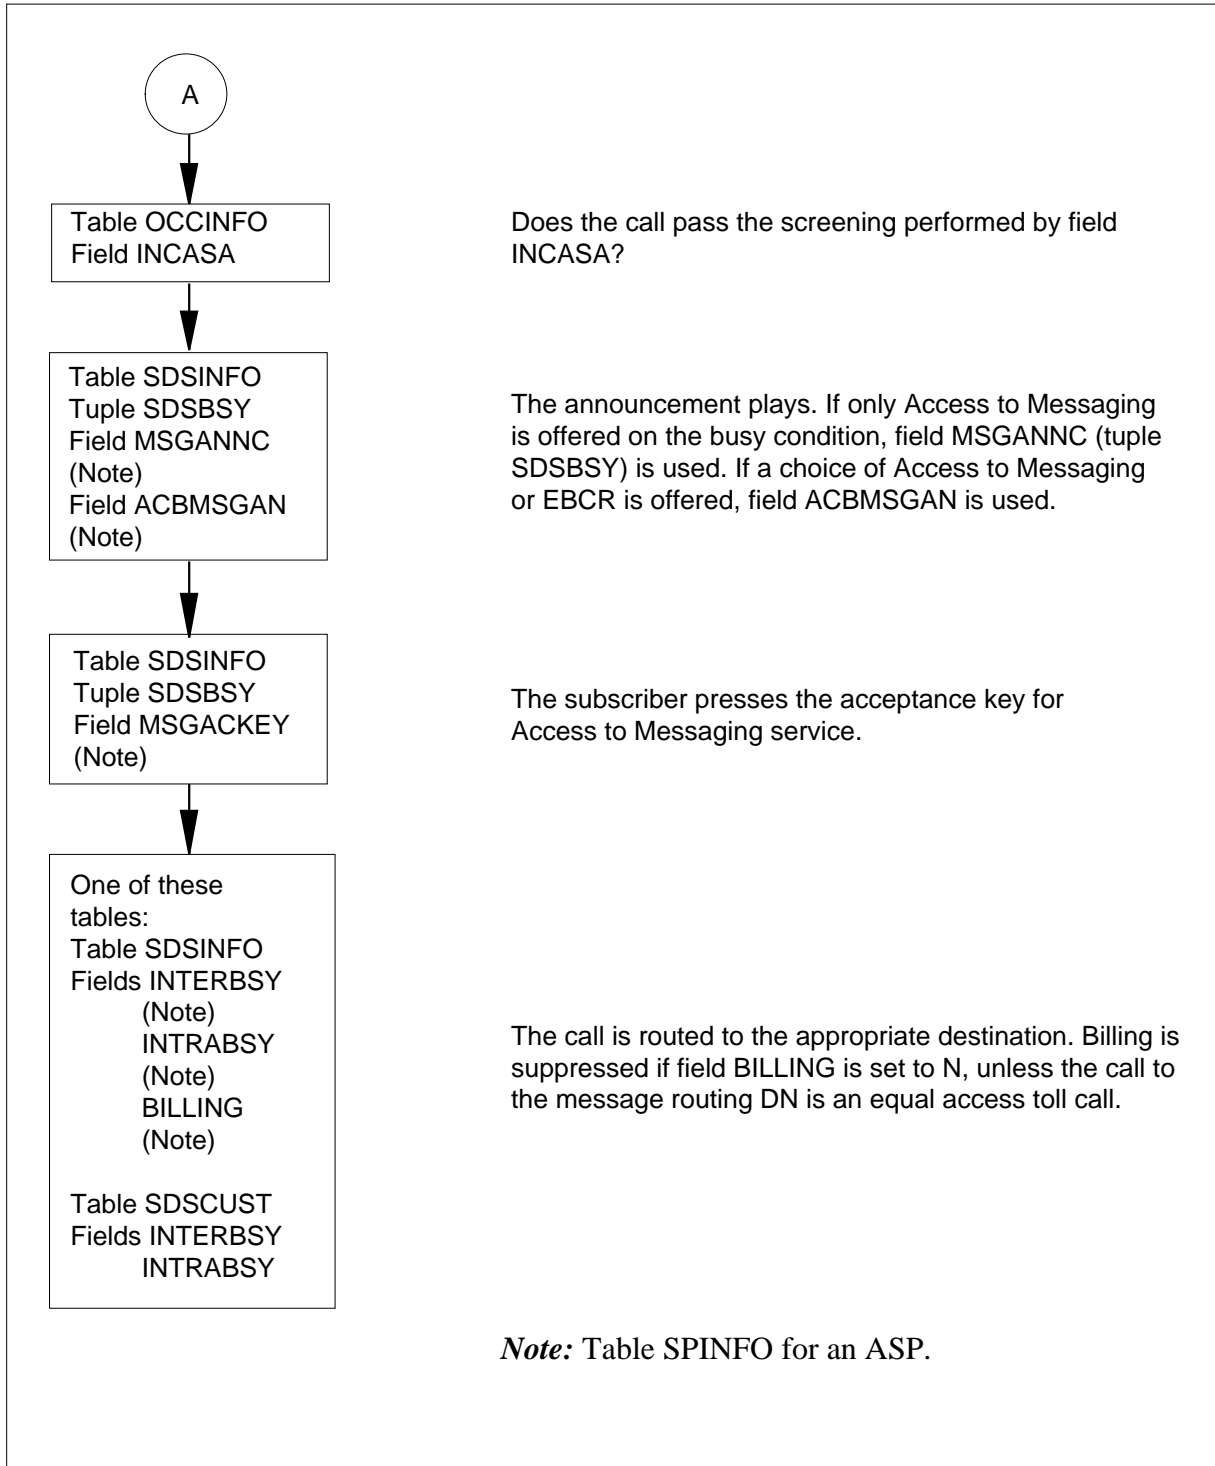 A
Table OCCINFO
Field INCASA
Does the call pass the screening performed by field
INCASA?
Table SDSINFO
Tuple SDSBSY
Field MSGANNC
(Note)
Field ACBMSGAN
(Note)
The announcement plays. If only Access to Messaging
is offered on the busy condition, field MSGANNC (tuple
SDSBSY) is used. If a choice of Access to Messaging
or EBCR is offered, field ACBMSGAN is used.
Table SDSINFO
Tuple SDSBSY
Field MSGACKEY
(Note)
The subscriber presses the acceptance key for
Access to Messaging service.
One of these
tables:
Table SDSINFO
Fields INTERBSY
(Note)
INTRABSY
(Note)
BILLING
(Note)
Table SDSCUST
Fields INTERBSY
INTRABSY
The call is routed to the appropriate destination. Billing is
suppressed if field BILLING is set to N, unless the call to
the message routing DN is an equal access toll call.
Note: Table SPINFO for an ASP.